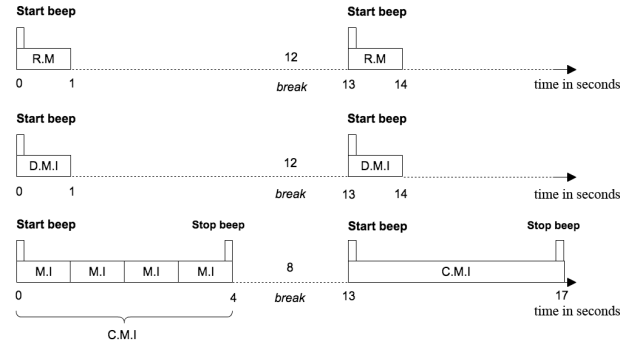 Start beep Start beep
R.M 12 R.M
0 1 break 13 14 time in seconds
Start beep Start beep
D.M.I 12 D.M.I
0 1 break 13 14 time in seconds
Start beep Stop beep Start beep Stop beep
M.I M.I M.I M.I 8 C.M.I
0 4 break 13 17
time in seconds
C.M.I